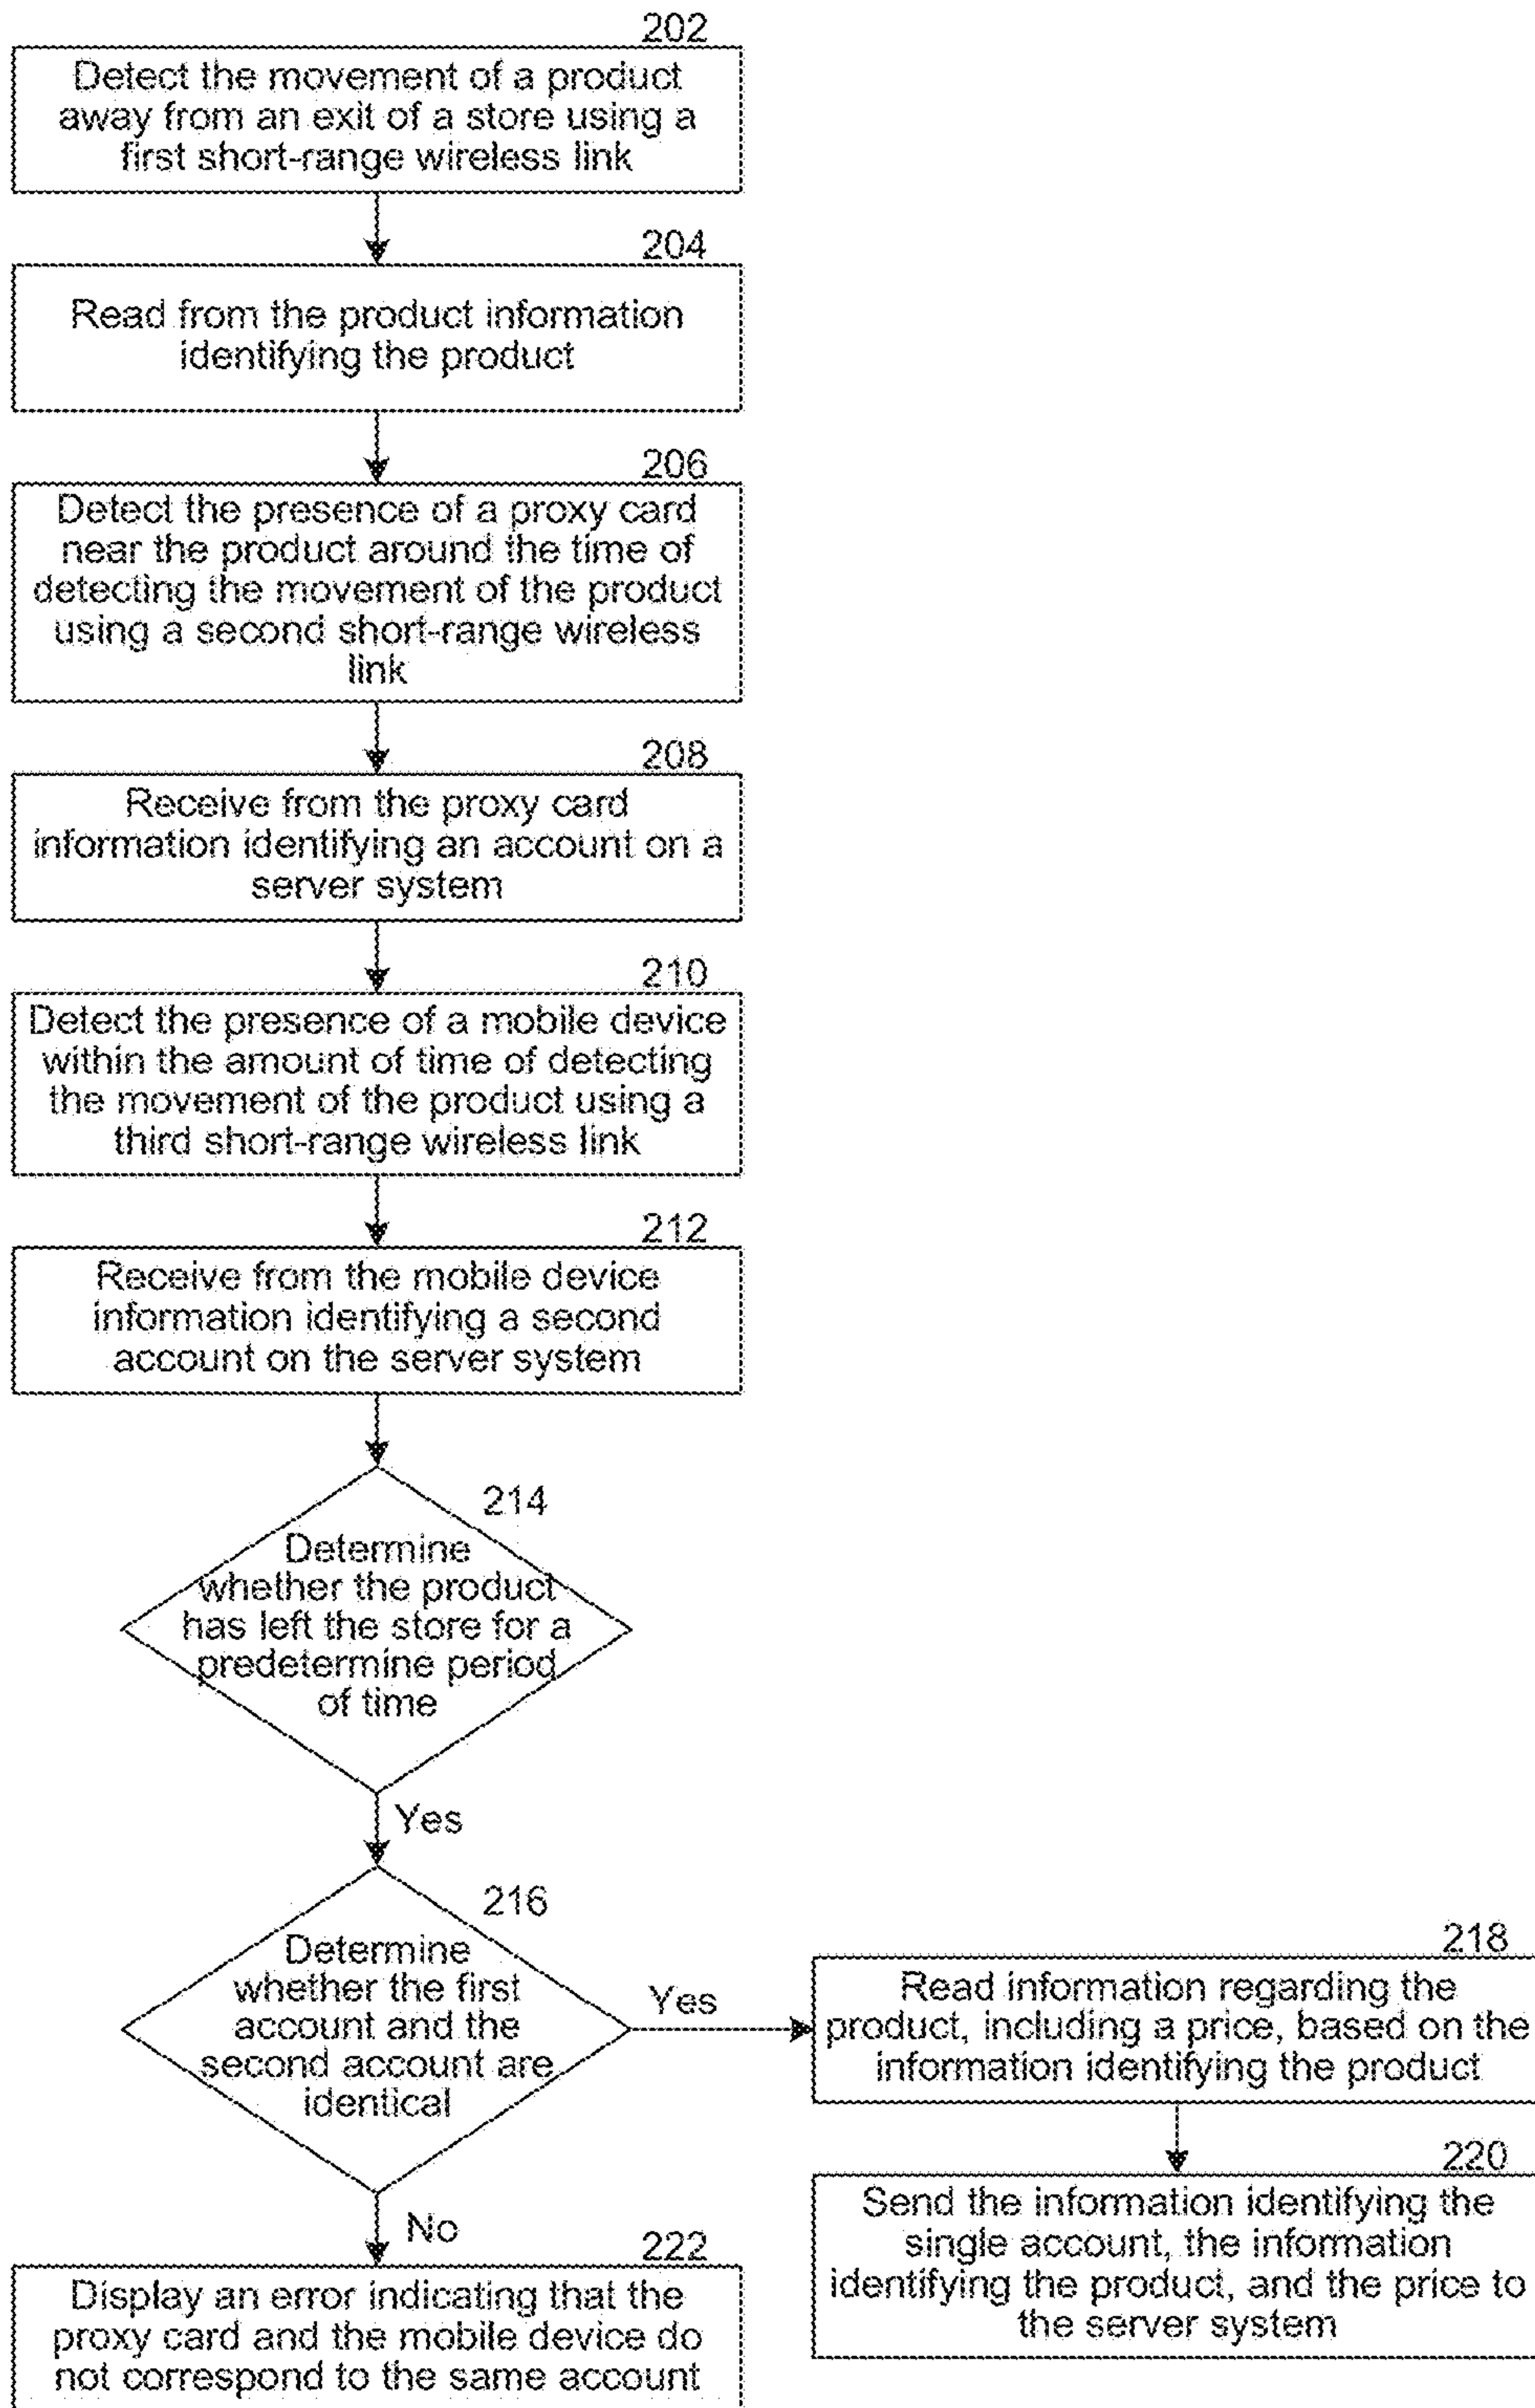 202
Detect the movement of a product
away from an exit of a store using a
first short-range wireless link
204
Read from the product information
identifying the product
206
Detect the presence of a proxy card
near the product around the time of
detecting the movement of the product
using a second short-range wireless
link
208
Receive from the proxy card
information identifying an account on a
server system
210
Detect the presence of a mobile device
within the amount of time of detecting
the movement of the product using a
third short-range wireless link
212
Receive from the mobile device
information identifying a second
account on the server system
214
Determine
whether the product
has left the store for a
predetermine period
of time
Yes
216
Determine
whether the first
account and the
second account are
identical
Yes
218
Read information regarding the
product, including a price, based on the
information identifying the product
220
Send the information identifying the
single account, the information
identifying the product, and the price to
the server system
No
222
Display an error indicating that the
proxy card and the mobile device do
not correspond to the same account